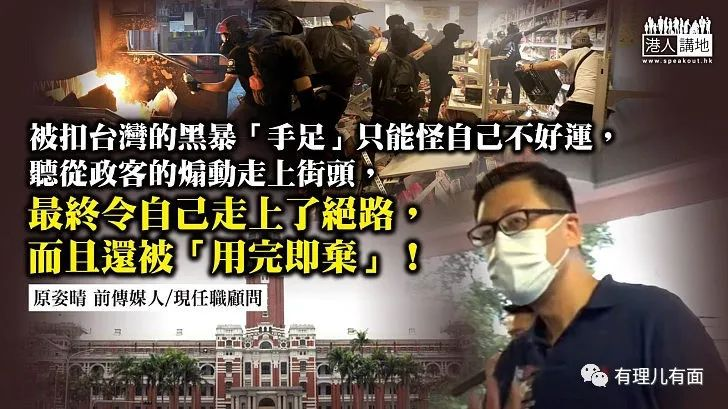 港人講地
www.speakout.hk
被扣台灣的黑暴「手足」只能怪自己不好運，
聽從政客的煽動走上街頭，
最終令自己走上了絕路，
而且還被「用完即棄」！
原姿晴 前傳媒人/現任職顧問
有理儿有面